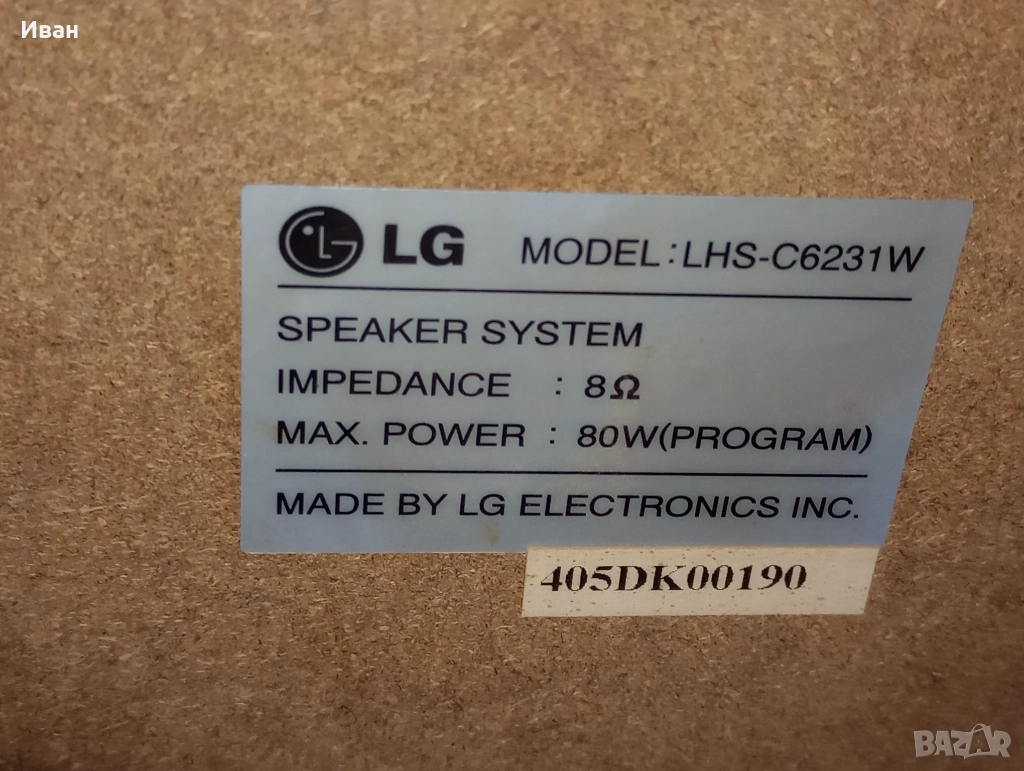 Иван
LG MODEL : LHS-C6231W
SPEAKER SYSTEM
IMPEDANCE : 8Ω
MAX. POWER : 80W(PROGRAM)
MADE BY LG ELECTRONICS INC.
405DK00190
BAZAR